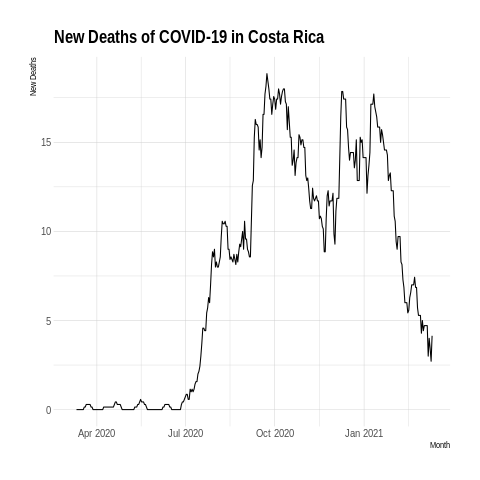 New Deaths of COVID-19 in Costa Rica
New Deaths
15
10
5
0
Apr 2020 Jul 2020 Oct 2020 Jan 2021
Month